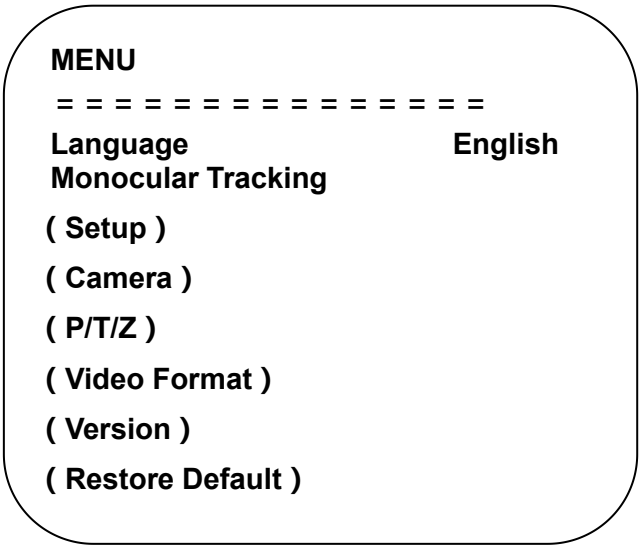 MENU
= = = = = = = = = = = = = = =
Language English
Monocular Tracking
( Setup )
( Camera )
( P/T/Z )
( Video Format )
( Version )
( Restore Default )